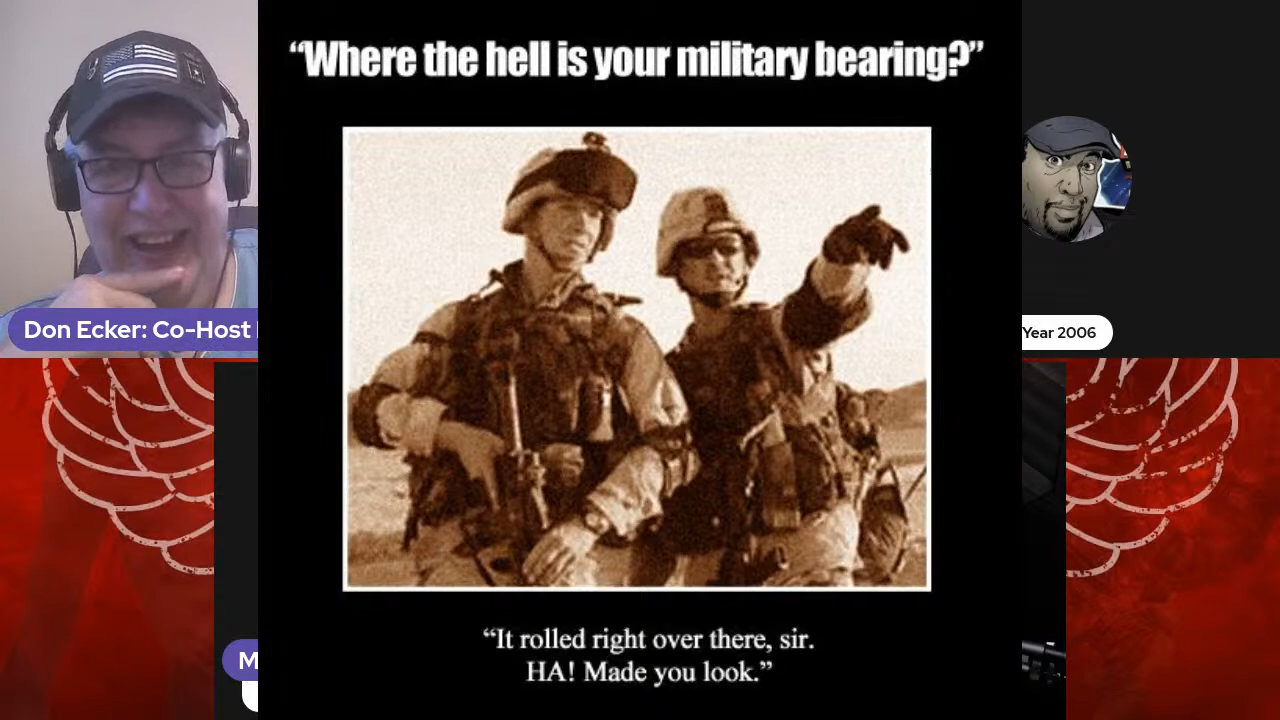 “Where the hell is your military bearing?”
Don Ecker: Co-Host
Year 2006
“It rolled right over there, sir.
HA! Made you look.”
M